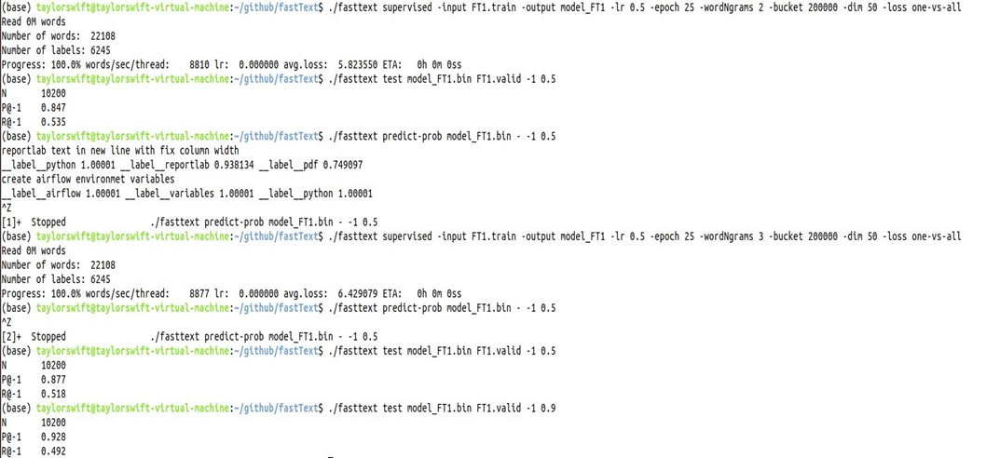 (base) taylorswift@taylorswift-virtual-machine:~/github/fastText$ ./fasttext supervised -input FT1.train -output model_FT1 -lr 0.5 -epoch 25 -wordNgrams 2 -bucket 200000 -dim 50 -loss one-vs-all
Read 0M words
Number of words:  22108
Number of labels: 6245
Progress: 100.0% words/sec/thread:    8810 lr:  0.000000 avg.loss:  5.823550 ETA:   0h 0m 0s
(base) taylorswift@taylorswift-virtual-machine:~/github/fastText$ ./fasttext test model_FT1.bin FT1.valid -1 0.5
N       10200
P@-1    0.847
R@-1    0.535
(base) taylorswift@taylorswift-virtual-machine:~/github/fastText$ ./fasttext predict-prob model_FT1.bin - -1 0.5
reportlab text in new line with fix column width
__label__python 1.00001 __label__reportlab 0.938134 __label__pdf 0.749097
create airflow environmet variables
__label__airflow 1.00001 __label__variables 1.00001 __label__python 1.00001
^Z
[1]+  Stopped                 ./fasttext predict-prob model_FT1.bin - -1 0.5
(base) taylorswift@taylorswift-virtual-machine:~/github/fastText$ ./fasttext supervised -input FT1.train -output model_FT1 -lr 0.5 -epoch 25 -wordNgrams 3 -bucket 200000 -dim 50 -loss one-vs-all
Read 0M words
Number of words:  22108
Number of labels: 6245
Progress: 100.0% words/sec/thread:    8877 lr:  0.000000 avg.loss:  6.429079 ETA:   0h 0m 0ss
(base) taylorswift@taylorswift-virtual-machine:~/github/fastText$ ./fasttext predict-prob model_FT1.bin - -1 0.5
^Z
[2]+  Stopped                 ./fasttext predict-prob model_FT1.bin - -1 0.5
(base) taylorswift@taylorswift-virtual-machine:~/github/fastText$ ./fasttext test model_FT1.bin FT1.valid -1 0.5
N       10200
P@-1    0.877
R@-1    0.518
(base) taylorswift@taylorswift-virtual-machine:~/github/fastText$ ./fasttext test model_FT1.bin FT1.valid -1 0.9
N       10200
P@-1    0.928
R@-1    0.492